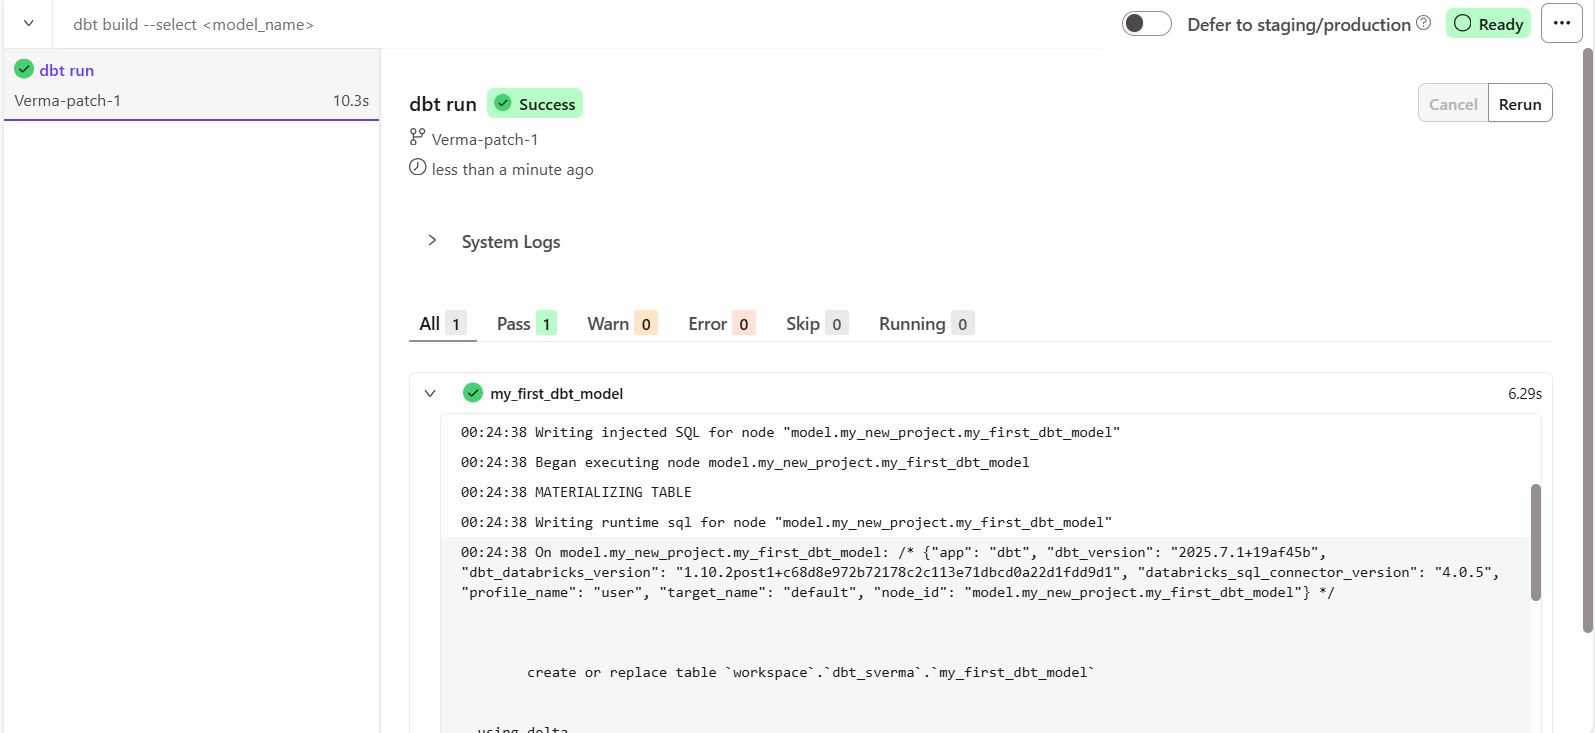 dbt build --select <model_name>
Defer to staging/production
Ready
dbt run
Verma-patch-1 10.3s
dbt run Success
Cancel Rerun
Verma-patch-1
less than a minute ago
System Logs
All 1 Pass 1 Warn 0 Error 0 Skip 0 Running 0
my_first_dbt_model 6.29s
00:24:38 Writing injected SQL for node "model.my_new_project.my_first_dbt_model"
00:24:38 Began executing node model.my_new_project.my_first_dbt_model
00:24:38 MATERIALIZING TABLE
00:24:38 Writing runtime sql for node "model.my_new_project.my_first_dbt_model"
00:24:38 On model.my_new_project.my_first_dbt_model: /* {"app": "dbt", "dbt_version": "2025.7.1+19af45b",
"dbt_databricks_version": "1.10.2post1+c68d8e972b72178c2c113e71dbcd0a22d1fdd9d1", "databricks_sql_connector_version": "4.0.5",
"profile_name": "user", "target_name": "default", "node_id": "model.my_new_project.my_first_dbt_model"} */
create or replace table `workspace`.`dbt_sverma`.`my_first_dbt_model`
using delta